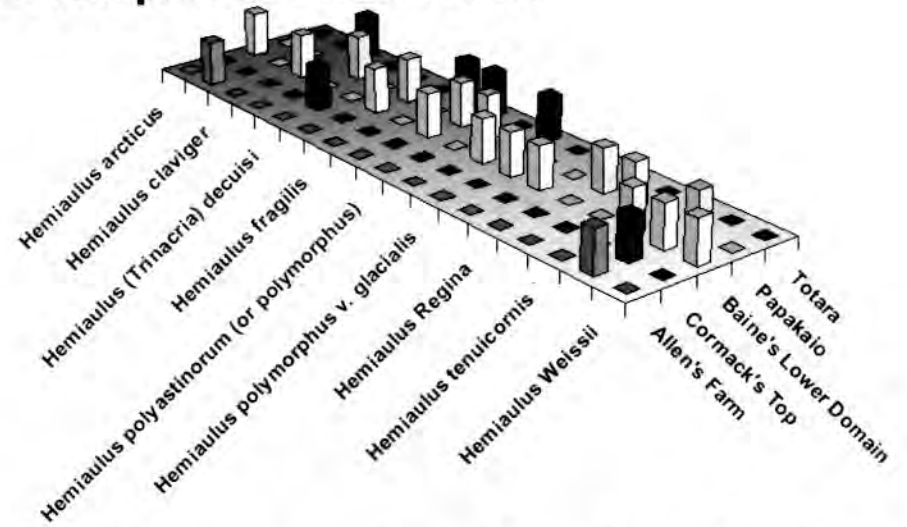 Hemiaulus arcticus
Hemiaulus claviger
Hemiaulus (Trinacria) decuisi
Hemiaulus fragilis
Hemiaulus polyastinorum (or polymorphus)
Hemiaulus polymorphus v. glacialis
Hemiaulus Regina
Hemiaulus tenuicornis
Hemiaulus Weissii
Allen's Farm
Cormack's Top
Baine's Lower Domain
Papakaio
Totara